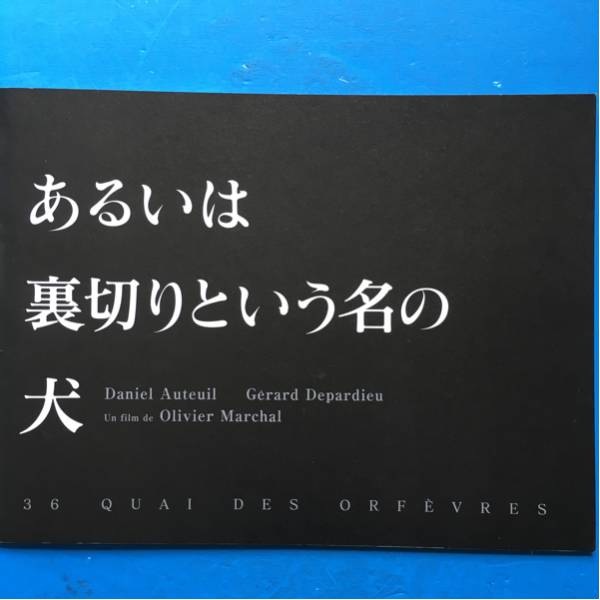 あるいは
裏切りという名の
犬
Daniel Auteuil Gérard Depardieu
Un film de Olivier Marchal
36 QUAI DES ORFÈVRES